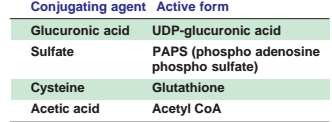 Conjugating agent Active form
Glucuronic acid UDP-glucuronic acid
Sulfate PAPS (phospho adenosine
phospho sulfate)
Cysteine Glutathione
Acetic acid Acetyl CoA